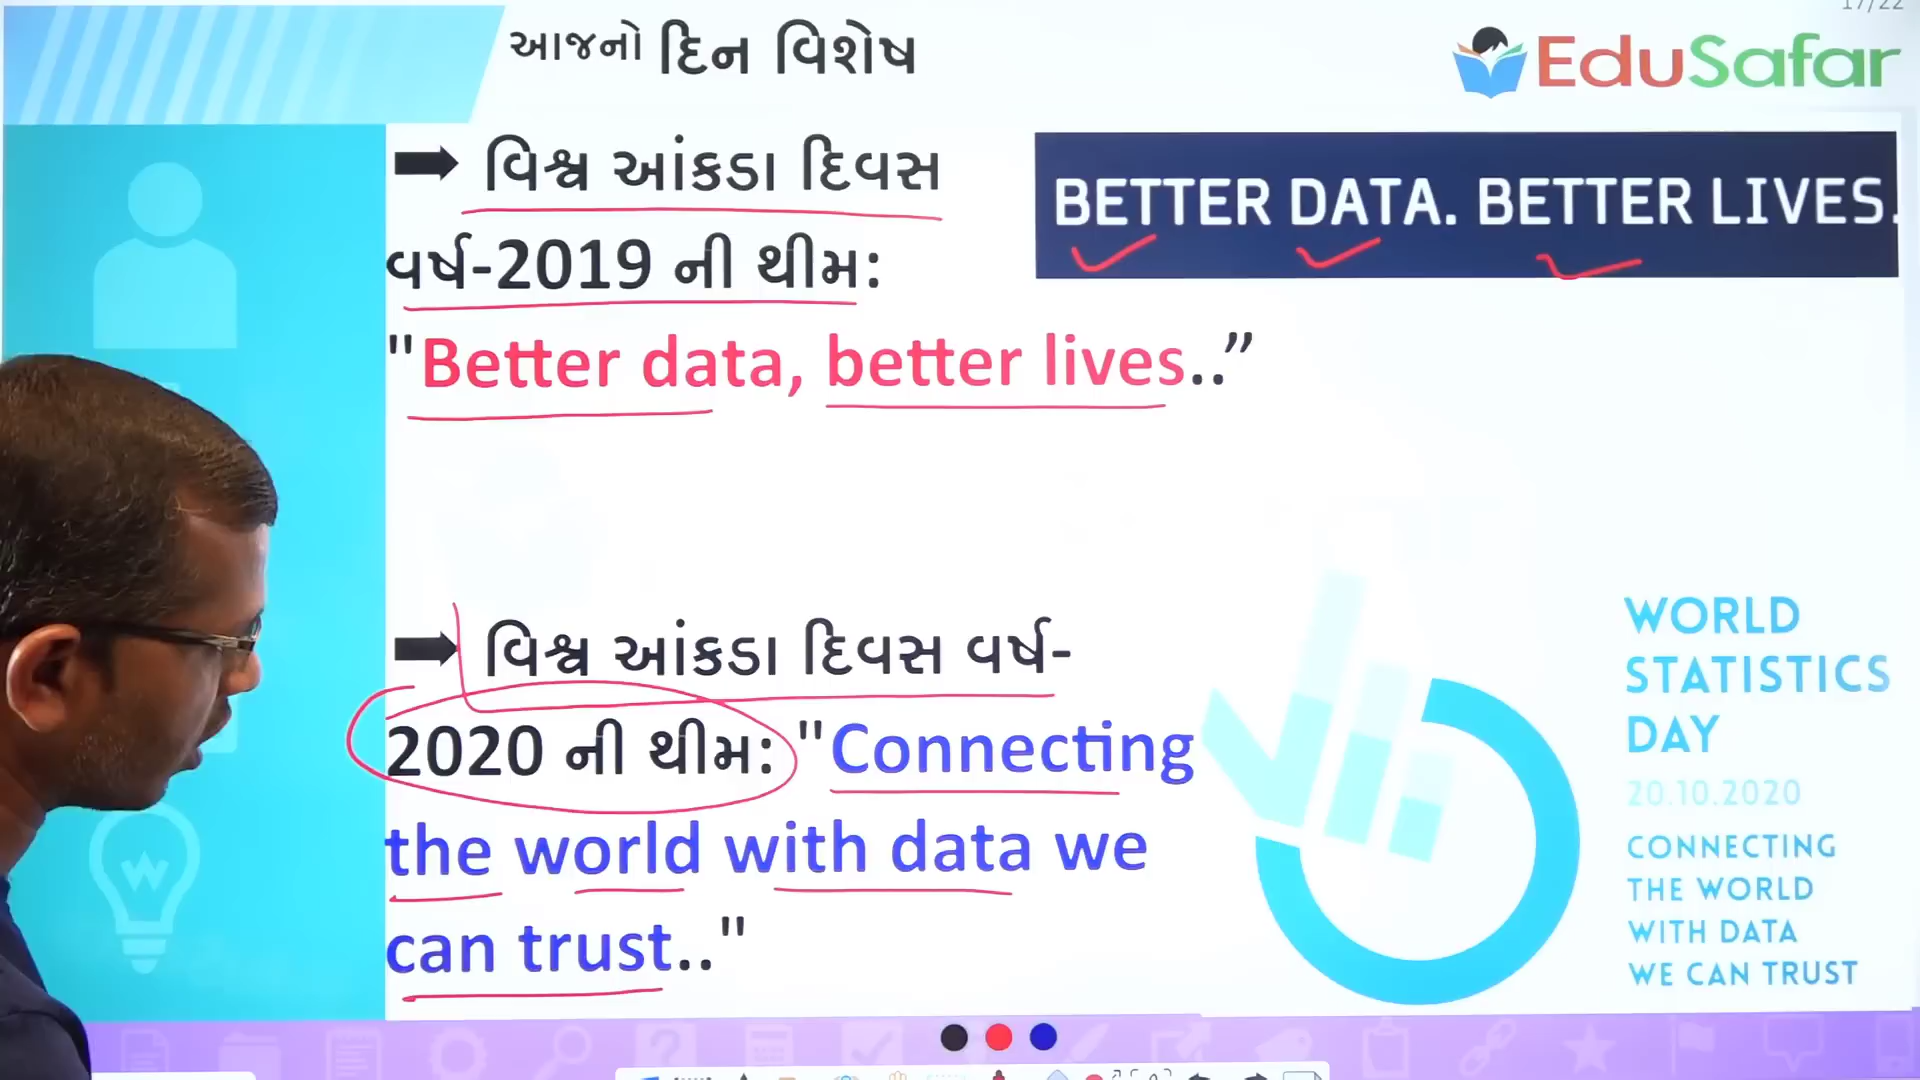 17/22
આજનો દિન વિશેષ
EduSafar
➡ વિશ્વ આંકડા દિવસ
વર્ષ-2019 ની થીમ:
"Better data, better lives..”
BETTER DATA. BETTER LIVES.
➡ વિશ્વ આંકડા દિવસ વર્ષ-
2020 ની થીમ: "Connecting
the world with data we
can trust.."
WORLD
STATISTICS
DAY
20.10.2020
CONNECTING
THE WORLD
WITH DATA
WE CAN TRUST